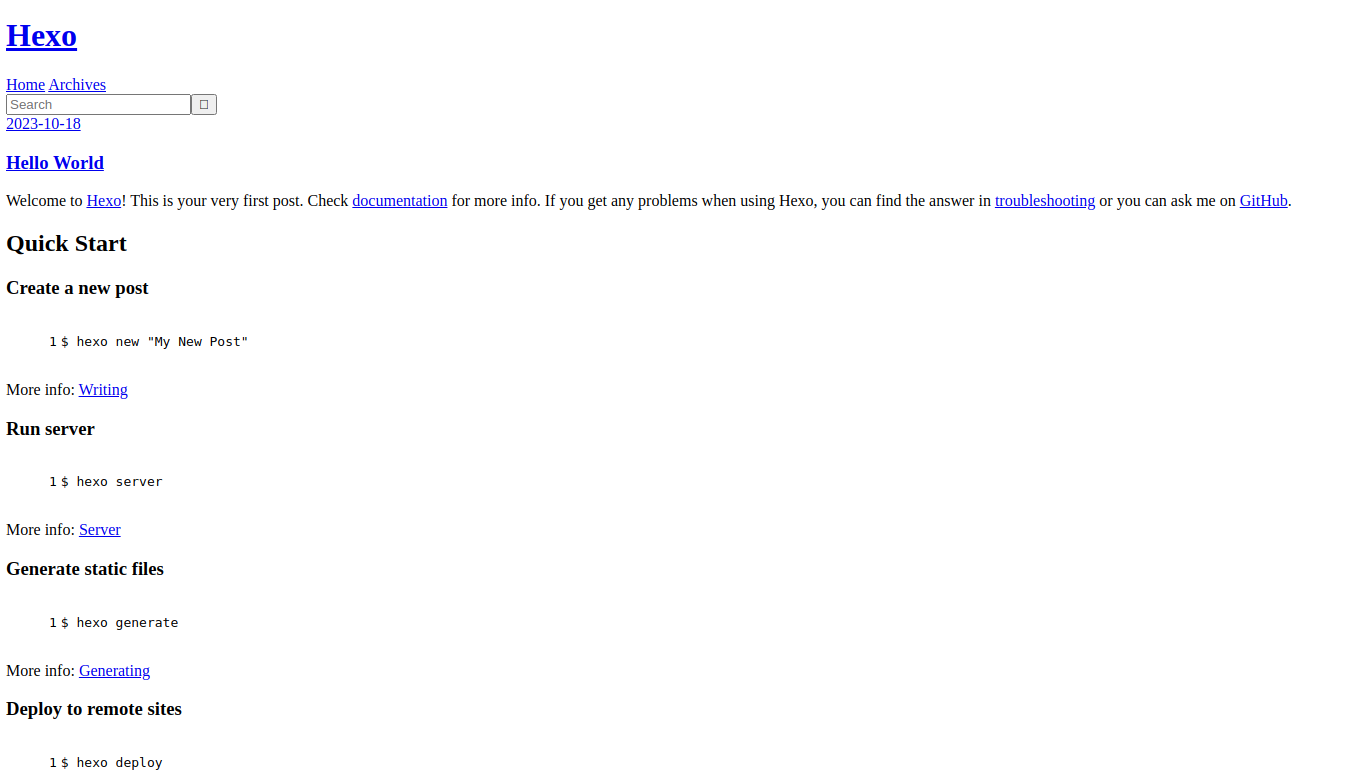 Hexo
Home Archives
Search
2023-10-18
Hello World
Welcome to Hexo! This is your very first post. Check documentation for more info. If you get any problems when using Hexo, you can find the answer in troubleshooting or you can ask me on GitHub.
Quick Start
Create a new post
1 $ hexo new "My New Post"
More info: Writing
Run server
1 $ hexo server
More info: Server
Generate static files
1 $ hexo generate
More info: Generating
Deploy to remote sites
1 $ hexo deploy